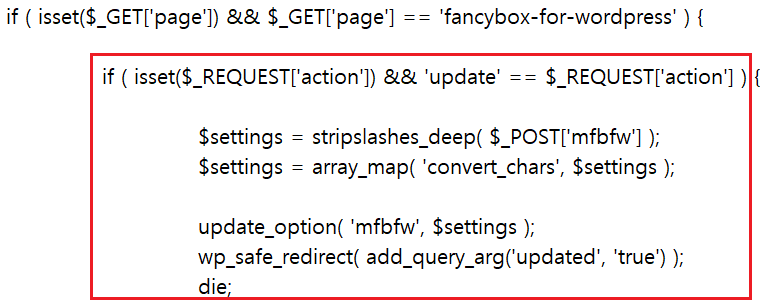 if ( isset($_GET['page']) && $_GET['page'] == 'fancybox-for-wordpress' ) {
if ( isset($_REQUEST['action']) && 'update' == $_REQUEST['action'] ) {
$settings = stripslashes_deep( $_POST['mfbfw'] );
$settings = array_map( 'convert_chars', $settings );
update_option( 'mfbfw', $settings );
wp_safe_redirect( add_query_arg('updated', 'true') );
die;